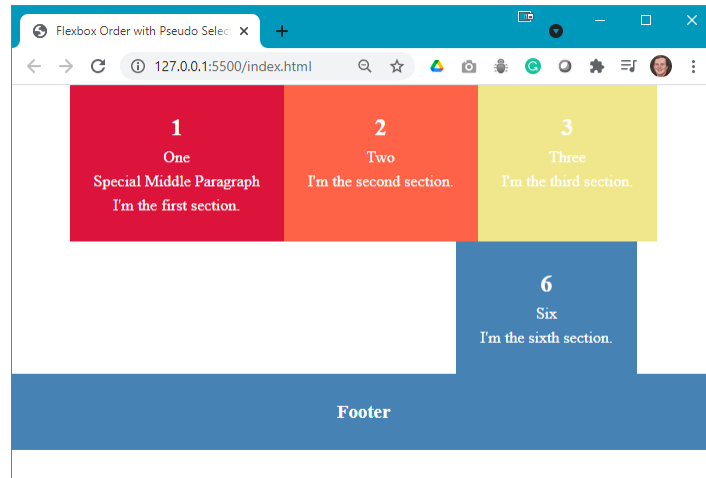 Flexbox Order with Pseudo Selec
127.0.0.1:5500/index.html
1
One
Special Middle Paragraph
I'm the first section.
2
Two
I'm the second section.
3
Three
I'm the third section.
6
Six
I'm the sixth section.
Footer